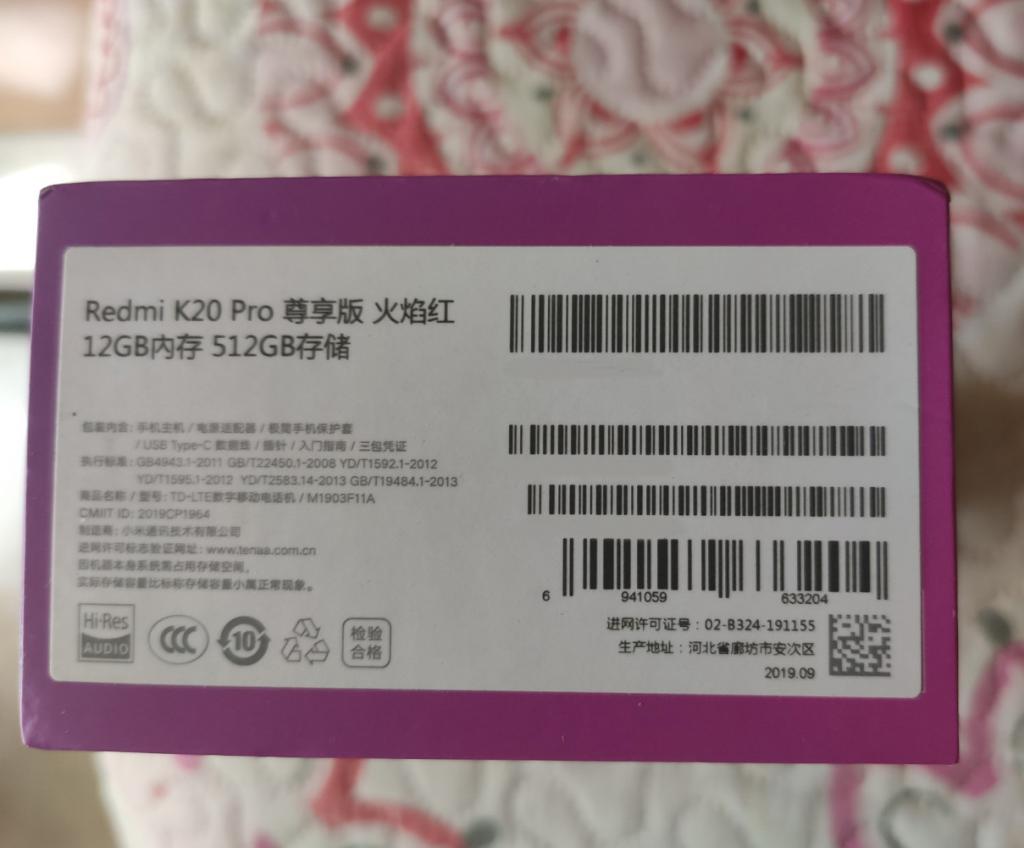 Redmi K20 Pro 尊享版 火焰红
12GB内存 512GB存储
包装内含: 手机主机 / 电源适配器 / 极简手机保护套
/ USB Type-C 数据线 / 插针 / 入门指南 / 三包凭证
执行标准: GB4943.1-2011 GB/T22450.1-2008 YD/T1592.1-2012
YD/T1595.1-2012 YD/T2583.14-2013 GB/T19484.1-2013
商品名称 / 型号: TD-LTE数字移动电话机 / M1903F11A
CMIIT ID: 2019CP1964
制造商: 小米通讯技术有限公司
进网许可标志验证网址: www.tenaa.com.cn
因机器本身系统需占用存储空间,
实际存储容量比标称存储容量小属正常现象。
Hi-Res
AUDIO
CCC
10
检验
合格
6 941059 633204
进网许可证号：02-B324-191155
生产地址：河北省廊坊市安次区
2019.09